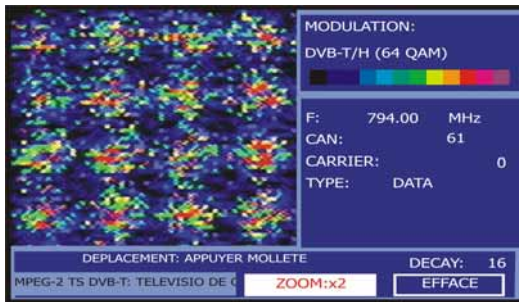 MODULATION:
DVB-T/H (64 QAM)
F: 794.00 MHz
CAN: 61
CARRIER: 0
TYPE: DATA
DEPLACEMENT: APPUYER MOLLETE
DECAY: 16
MPEG-2 TS DVB-T: TELEVISIO DE
ZOOM:x2
EFFACE